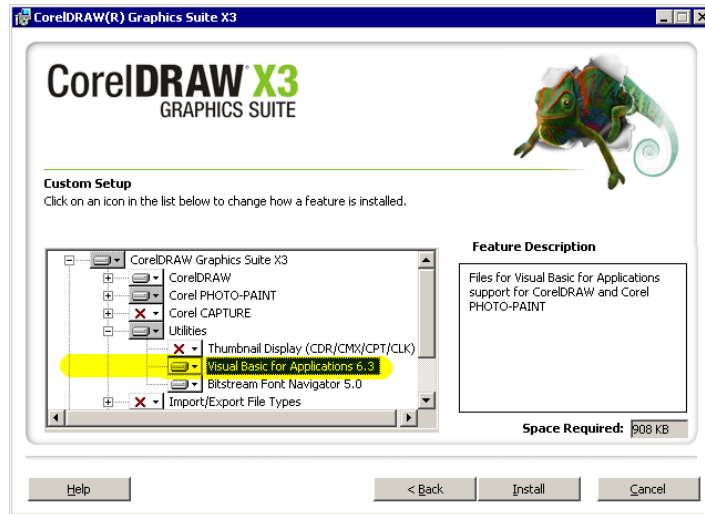 CorelDRAW(R) Graphics Suite X3
CorelDRAW X3
GRAPHICS SUITE
Custom Setup
Click on an icon in the list below to change how a feature is installed.
CorelDRAW Graphics Suite X3
CorelDRAW
Corel PHOTO-PAINT
Corel CAPTURE
Utilities
Thumbnail Display (CDR/CMX/CPT/CLK)
Visual Basic for Applications 6.3
Bitstream Font Navigator 5.0
Import/Export File Types
Feature Description
Files for Visual Basic for Applications
support for CorelDRAW and Corel
PHOTO-PAINT
Space Required: 908 KB
Help
< Back
Install
Cancel